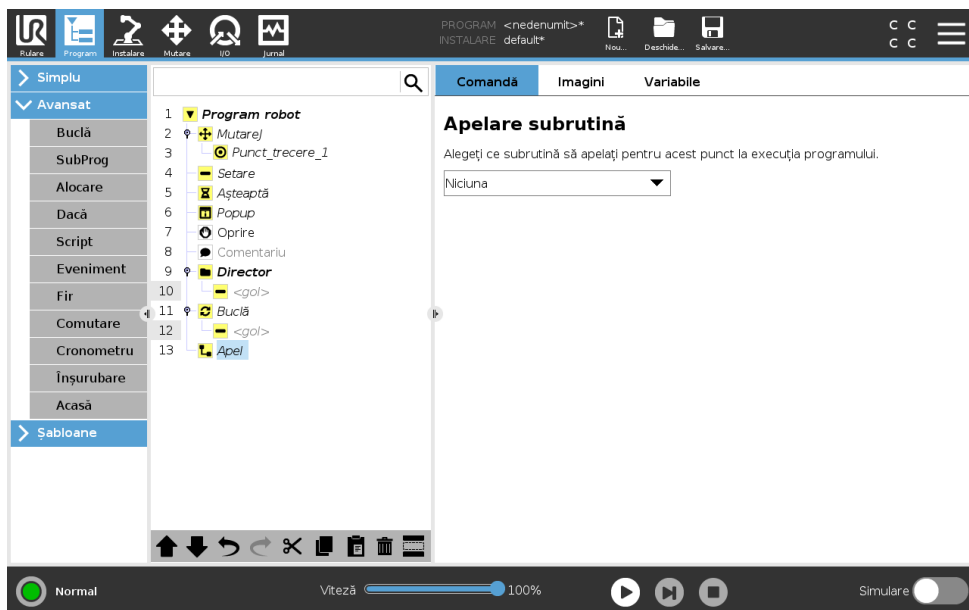 PROGRAM <nedenumit>*
INSTALARE default*
Rulare Program Instalare Mutare I/O Jurnal Nou... Deschide... Salvare...
C C
C C
Simplu
Avansat
Buclă
SubProg
Alocare
Dacă
Script
Eveniment
Fir
Comutare
Cronometru
Înșurubare
Acasă
Șabloane
1 Program robot
2 MutareJ
3 Punct_trecere_1
4 Setare
5 Așteaptă
6 Popup
7 Oprire
8 Comentariu
9 Director
10 <gol>
11 Buclă
12 <gol>
13 Apel
Comandă Imagini Variabile
Apelare subrutină
Alegeți ce subrutină să apelați pentru acest punct la execuția programului.
Niciuna
Normal Viteză 100% Simulare